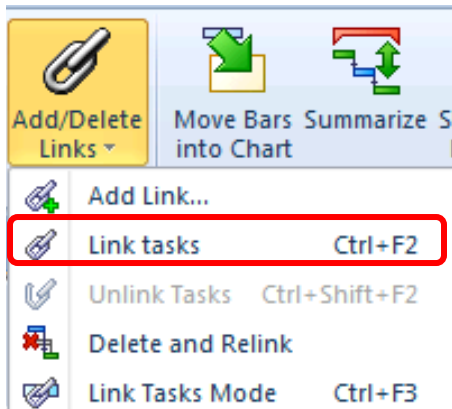 Add/Delete Move Bars Summarize S
Links into Chart
Add Link...
Link tasks Ctrl+F2
Unlink Tasks Ctrl+Shift+F2
Delete and Relink
Link Tasks Mode Ctrl+F3